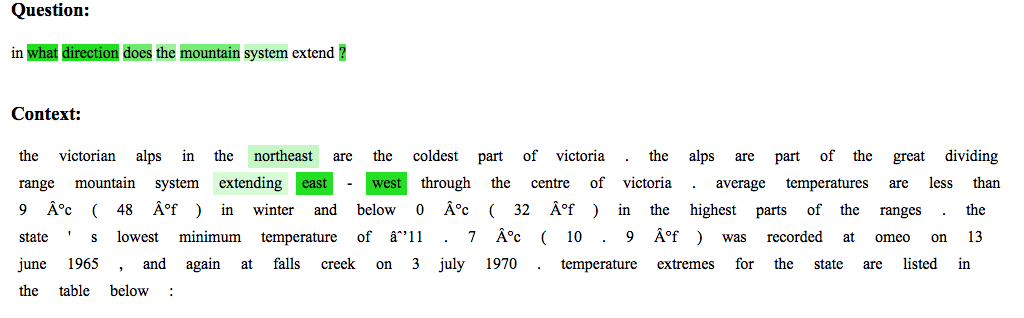 Question:
in what direction does the mountain system extend ?
Context:
the victorian alps in the northeast are the coldest part of victoria . the alps are part of the great dividing
range mountain system extending east - west through the centre of victoria . average temperatures are less than
9 Â°c ( 48 Â°f ) in winter and below 0 Â°c ( 32 Â°f ) in the highest parts of the ranges . the
state ' s lowest minimum temperature of â''11 . 7 Â°c ( 10 . 9 Â°f ) was recorded at omeo on 13
june 1965 , and again at falls creek on 3 july 1970 . temperature extremes for the state are listed in
the table below :